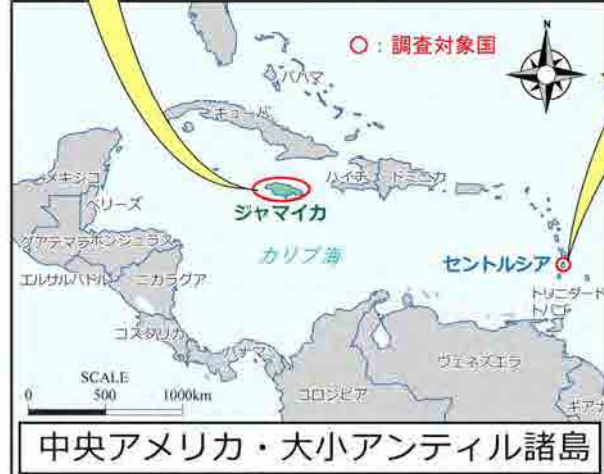 N
○：調査対象国
バハマ
キューバ
メキシコ
ハイチ
ドミニカ
ベリーズ
ジャマイカ
グアテマラ
ホンジュラス
カリブ海
セントルシア
エルサルバドル
ニカラグア
トリニダード
トバゴ
コスタリカ
パナマ
ヴェネズエラ
SCALE
0 500 1000km
コロンビア
ギアナ
中央アメリカ・大小アンティル諸島